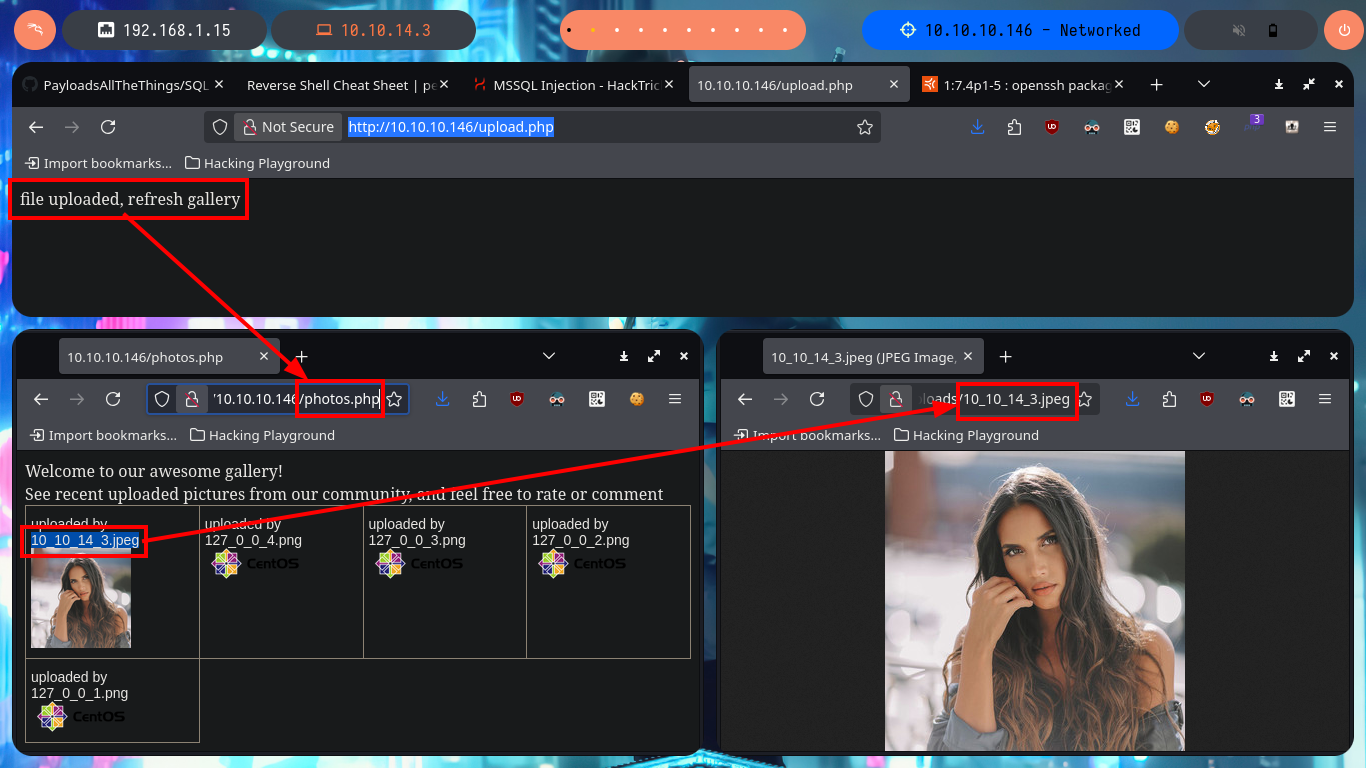 192.168.1.15
10.10.14.3
10.10.10.146 - Networked
PayloadsAllTheThings/SQL
Reverse Shell Cheat Sheet | pe
MSSQL Injection - HackTric
10.10.10.146/upload.php
1:7.4p1-5 : openssh packag
Not Secure
http://10.10.10.146/upload.php
3
Import bookmarks...
Hacking Playground
file uploaded, refresh gallery
10.10.10.146/photos.php
10.10.10.146/photos.php
Import bookmarks...
Hacking Playground
Welcome to our awesome gallery!
See recent uploaded pictures from our community, and feel free to rate or comment
uploaded by
10_10_14_3.jpeg
uploaded by
127_0_0_4.png
CentOS
uploaded by
127_0_0_3.png
CentOS
uploaded by
127_0_0_2.png
CentOS
uploaded by
127_0_0_1.png
CentOS
10_10_14_3.jpeg (JPEG Image,
loads/10_10_14_3.jpeg
Import bookmarks...
Hacking Playground